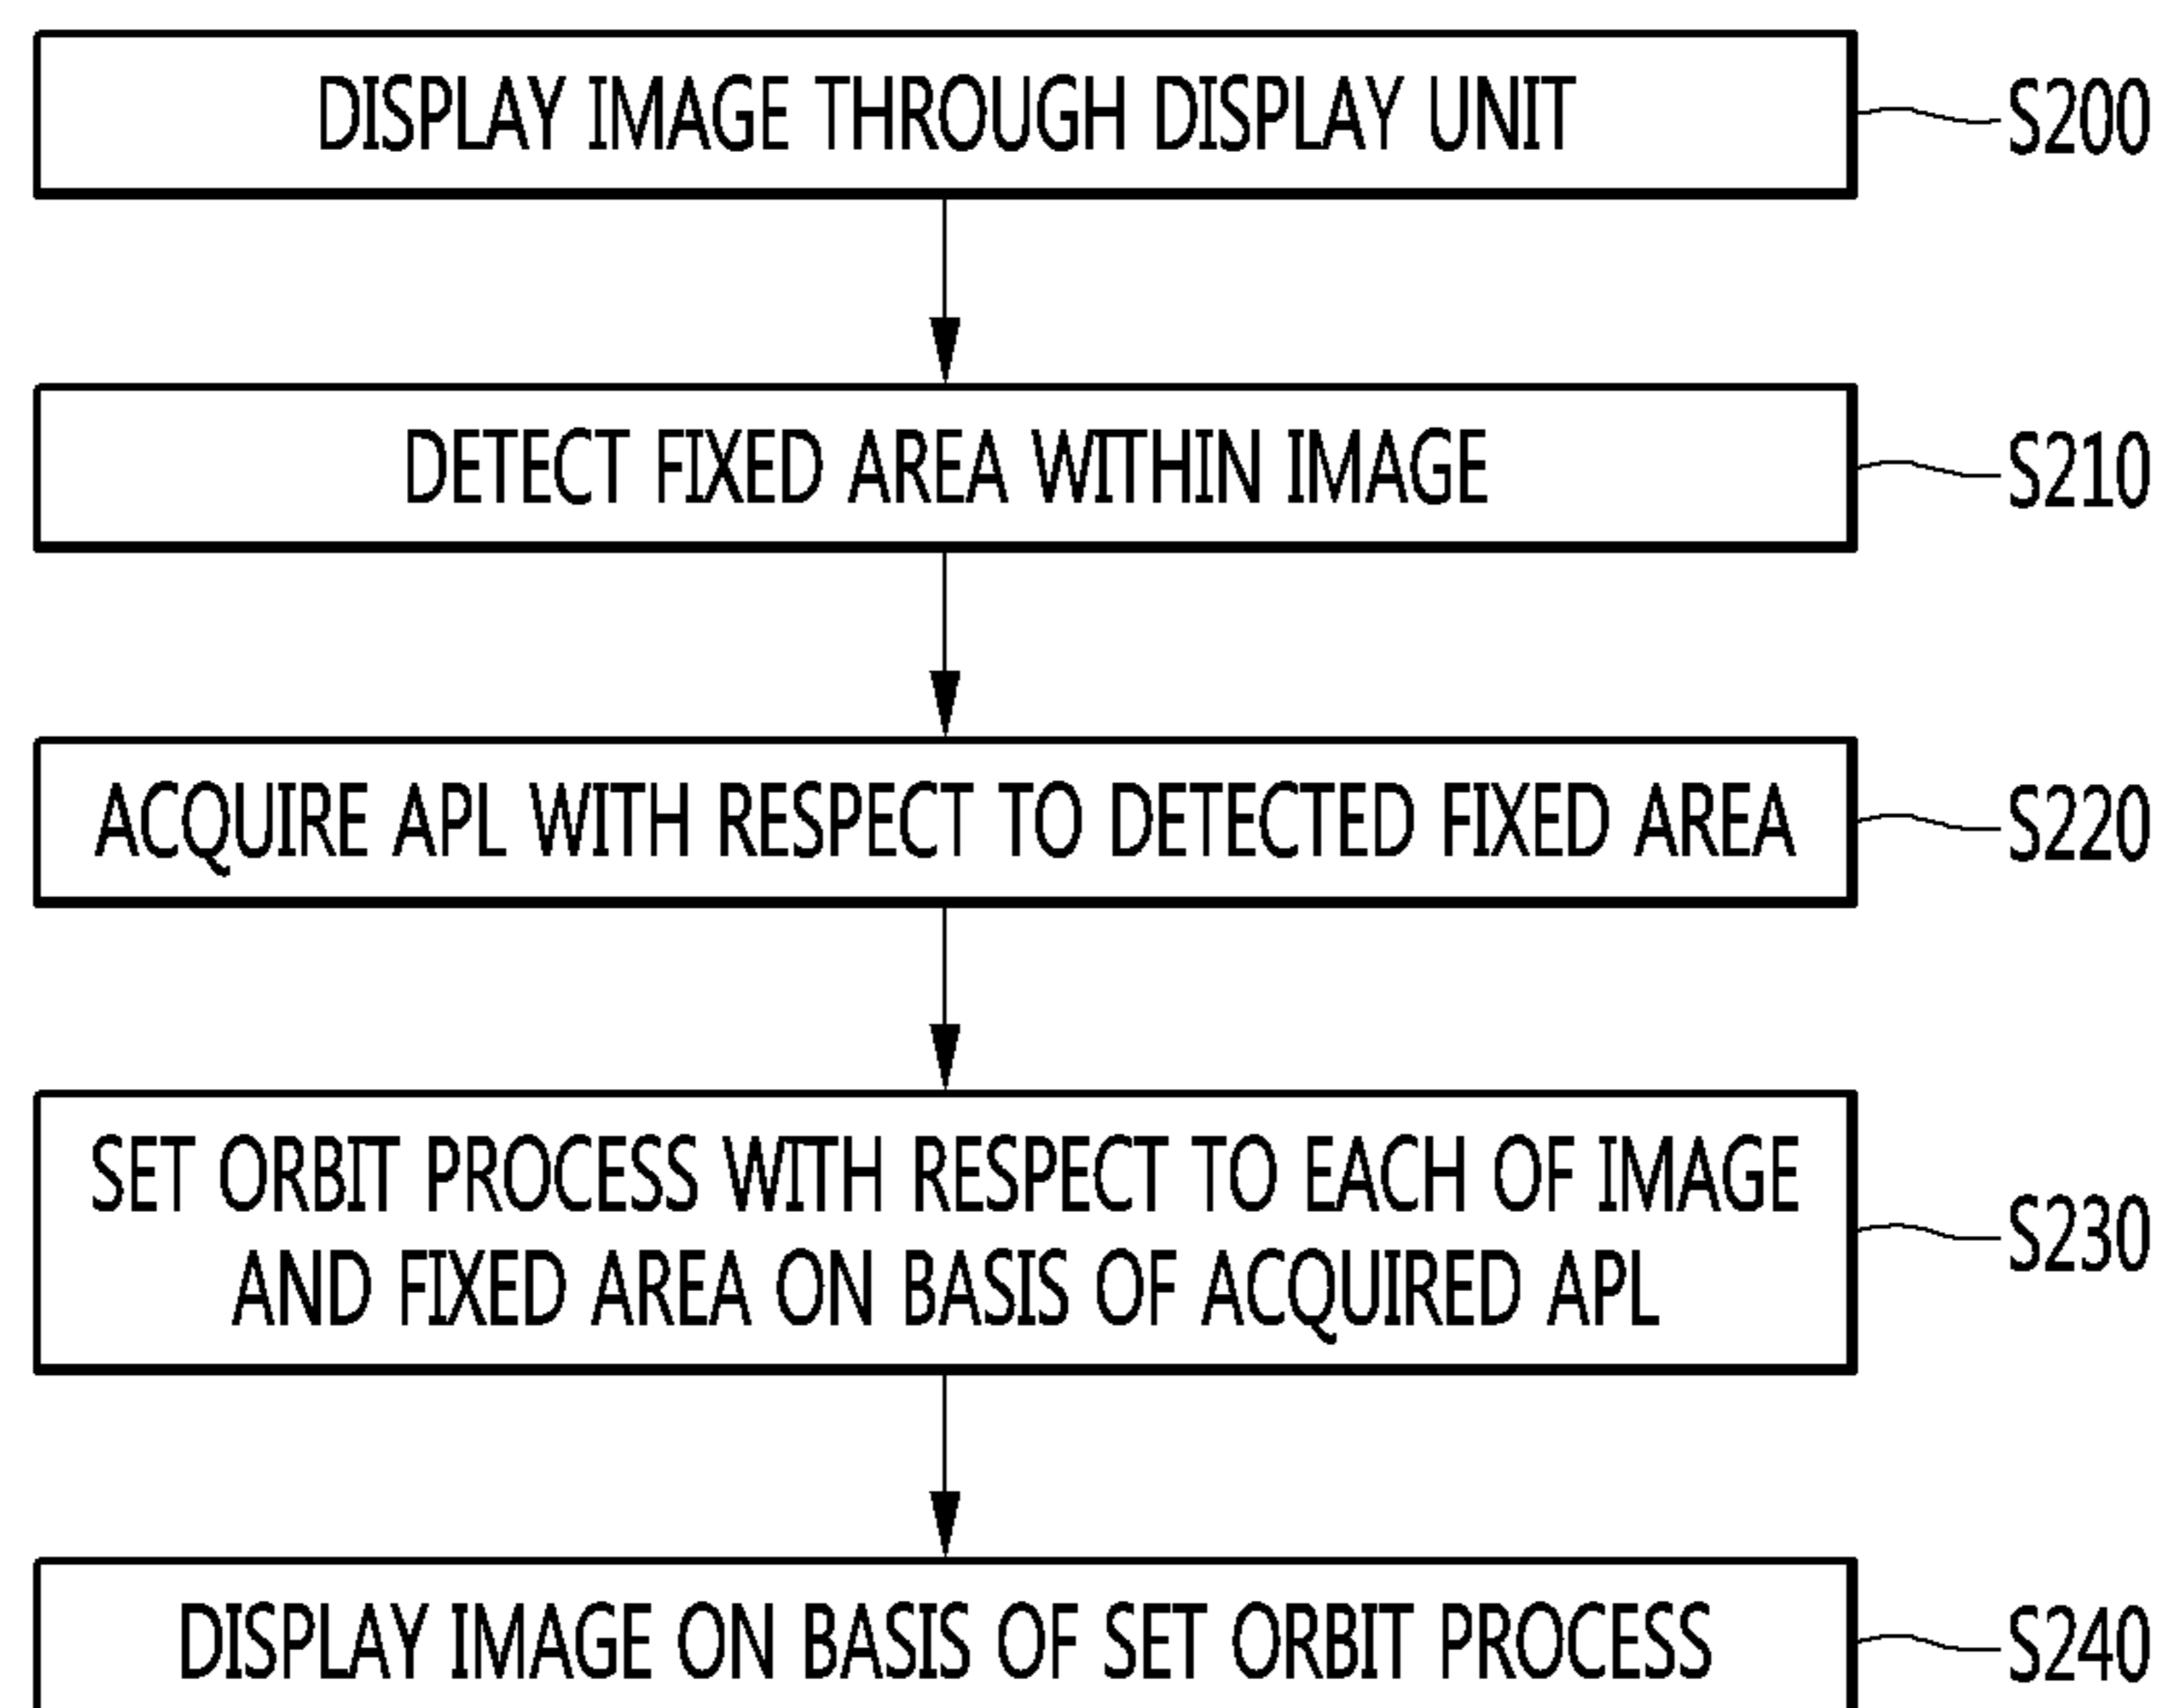 DISPLAY IMAGE THROUGH DISPLAY UNIT
S200
DETECT FIXED AREA WITHIN IMAGE
S210
ACQUIRE APL WITH RESPECT TO DETECTED FIXED AREA
S220
SET ORBIT PROCESS WITH RESPECT TO EACH OF IMAGE
AND FIXED AREA ON BASIS OF ACQUIRED APL
S230
DISPLAY IMAGE ON BASIS OF SET ORBIT PROCESS
S240